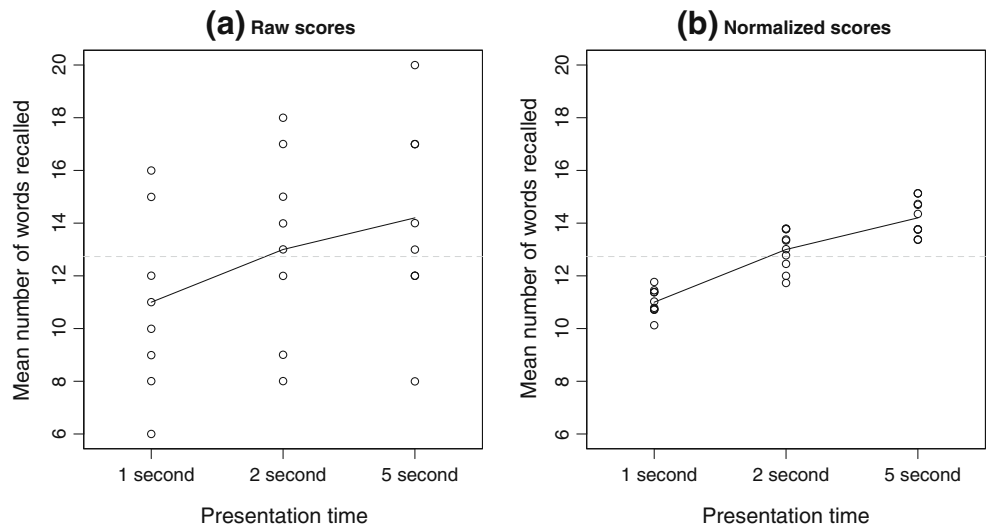 (a) Raw scores
Mean number of words recalled
20
18
16
14
12
10
8
6
1 second 2 second 5 second
Presentation time
(b) Normalized scores
Mean number of words recalled
20
18
16
14
12
10
8
6
1 second 2 second 5 second
Presentation time